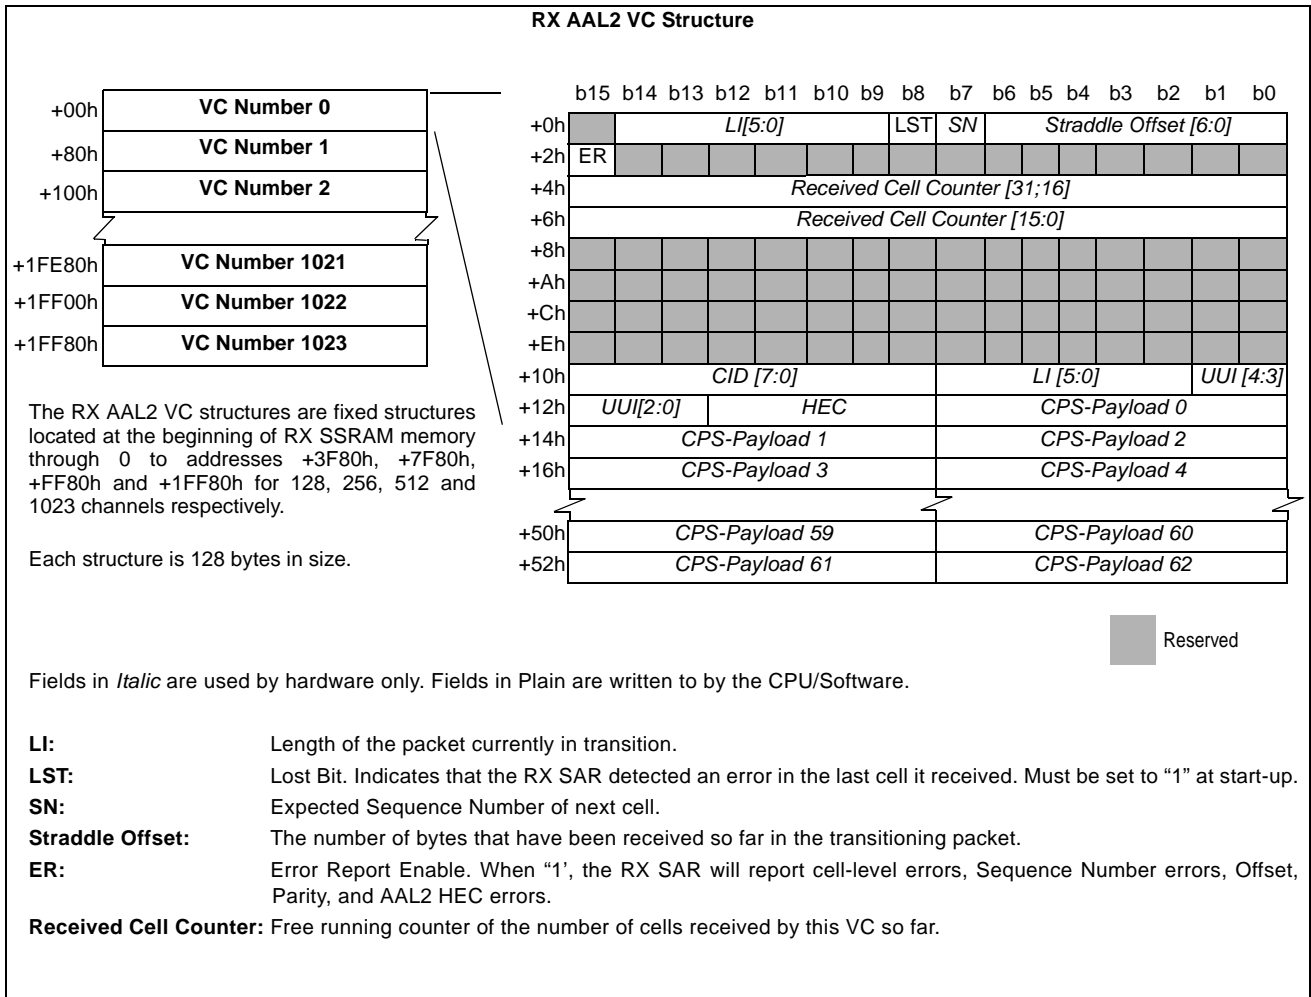 RX AAL2 VC Structure
+00h VC Number 0
+80h VC Number 1
+100h VC Number 2
+1FE80h VC Number 1021
+1FF00h VC Number 1022
+1FF80h VC Number 1023
The RX AAL2 VC structures are fixed structures
located at the beginning of RX SSRAM memory
through 0 to addresses +3F80h, +7F80h,
+FF80h and +1FF80h for 128, 256, 512 and
1023 channels respectively.
Each structure is 128 bytes in size.
b15 b14 b13 b12 b11 b10 b9 b8 b7 b6 b5 b4 b3 b2 b1 b0
+0h LI[5:0] LST SN Straddle Offset [6:0]
+2h ER
+4h Received Cell Counter [31;16]
+6h Received Cell Counter [15:0]
+8h
+Ah
+Ch
+Eh
+10h CID [7:0] LI [5:0] UUI [4:3]
+12h UUI[2:0] HEC CPS-Payload 0
+14h CPS-Payload 1 CPS-Payload 2
+16h CPS-Payload 3 CPS-Payload 4
+50h CPS-Payload 59 CPS-Payload 60
+52h CPS-Payload 61 CPS-Payload 62
Reserved
Fields in Italic are used by hardware only. Fields in Plain are written to by the CPU/Software.
LI: Length of the packet currently in transition.
LST: Lost Bit. Indicates that the RX SAR detected an error in the last cell it received. Must be set to “1” at start-up.
SN: Expected Sequence Number of next cell.
Straddle Offset: The number of bytes that have been received so far in the transitioning packet.
ER: Error Report Enable. When “1’, the RX SAR will report cell-level errors, Sequence Number errors, Offset,
Parity, and AAL2 HEC errors.
Received Cell Counter: Free running counter of the number of cells received by this VC so far.